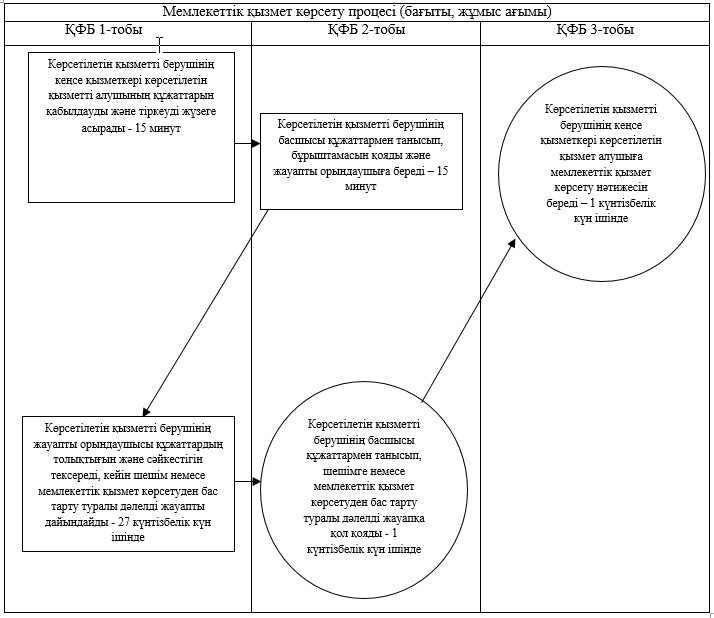 Мемлекеттік қызмет көрсету процесі (бағыты, жұмыс ағымы)
ҚФБ 1-тобы
ҚФБ 2-тобы
ҚФБ 3-тобы
Көрсетілетін қызметті берушінің
кеңсе қызметкері көрсетілетін
қызметті алушының құжаттарын
қабылдауды және тіркеуді жүзеге
асырады - 15 минут
Көрсетілетін қызметті берушінің
басшысы құжаттармен танысып,
бұрыштамасын қояды және
жауапты орындаушыға береді – 15
минут
Көрсетілетін қызметті
берушінің кеңсе
қызметкері көрсетілетін
қызмет алушыға
мемлекеттік қызмет
көрсету нәтижесін
береді – 1 күнтізбелік
күн ішінде
Көрсетілетін қызметті берушінің
жауапты орындаушысы құжаттардың
толықтығын және сәйкестігін
тексереді, кейін шешім немесе
мемлекеттік қызмет көрсетуден бас
тарту туралы дәлелді жауапты
дайындайды - 27 күнтізбелік күн
ішінде
Көрсетілетін қызметті
берушінің басшысы
құжаттармен танысып,
шешімге немесе
мемлекеттік қызмет
көрсетуден бас тарту
туралы дәлелді жауапқа
қол қояды - 1
күнтізбелік күн ішінде